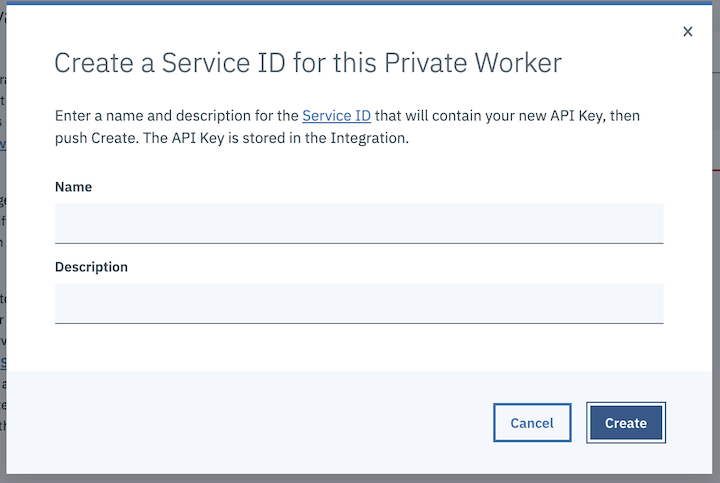 Create a Service ID for this Private Worker
Enter a name and description for the Service ID that will contain your new API Key, then
push Create. The API Key is stored in the Integration.
Name
Description
Cancel
Create